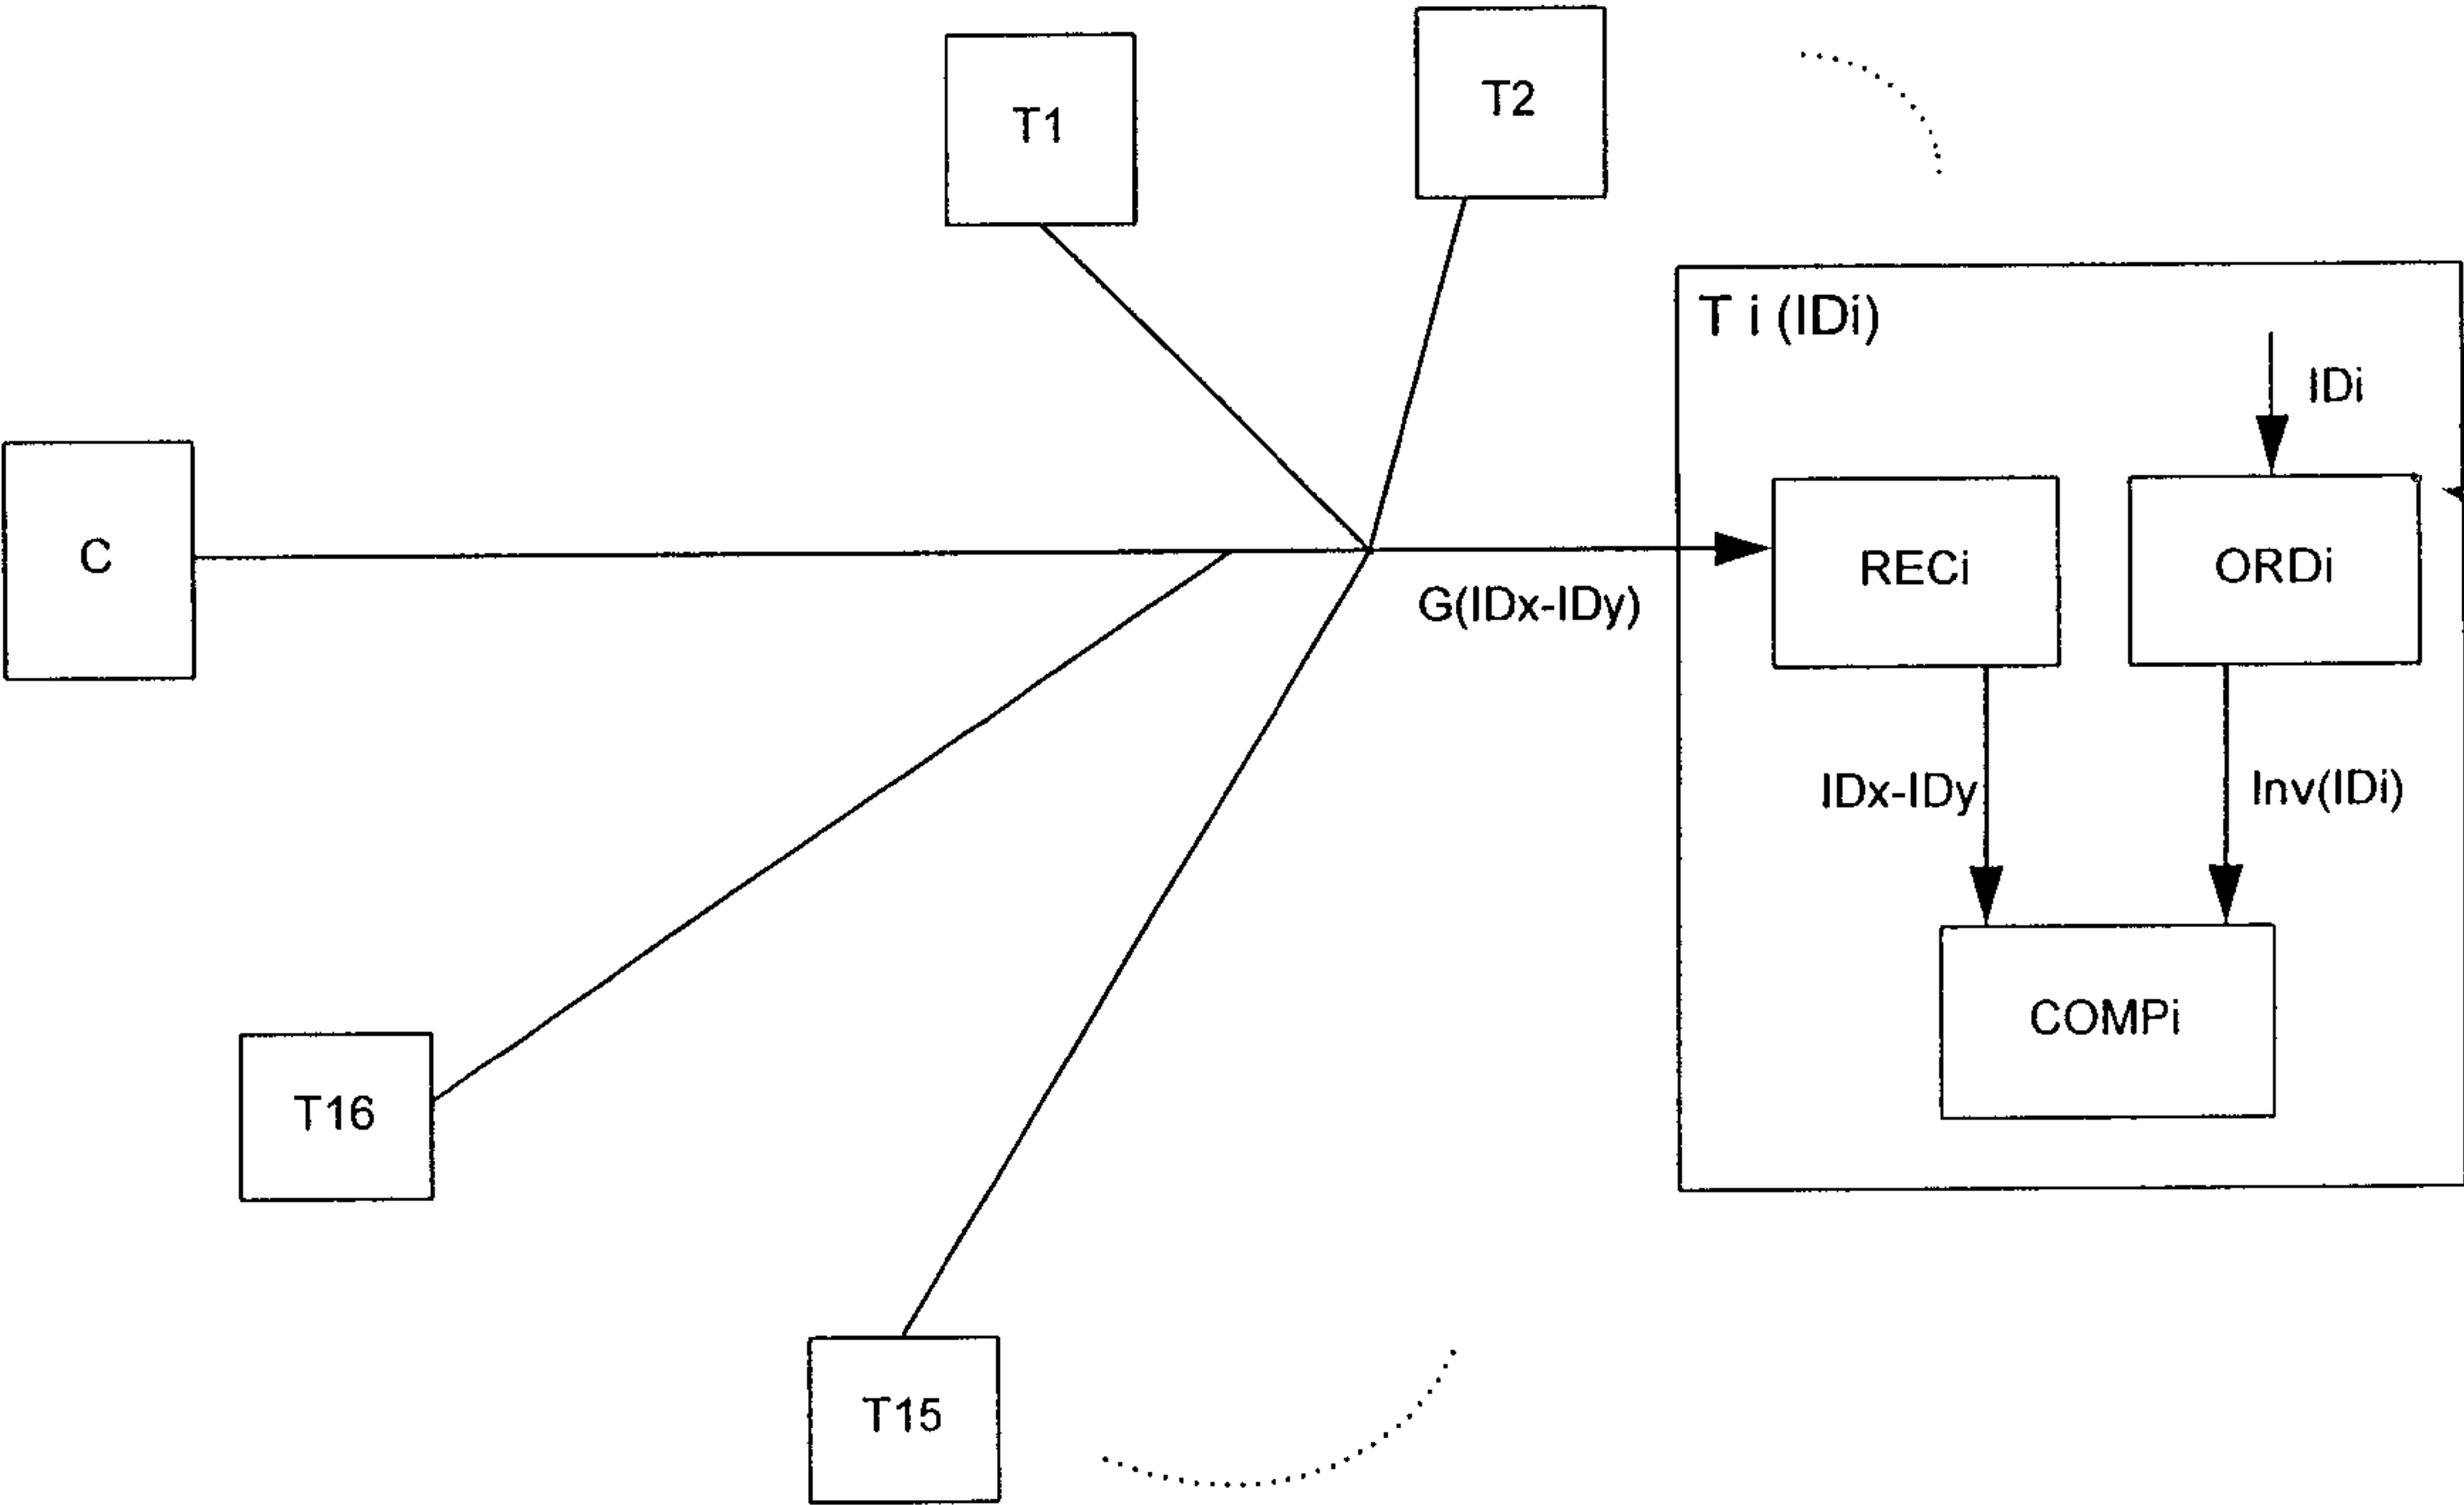 T1
T2
T i (IDi)
IDi
C
RECi
ORDi
G(IDx-IDy)
IDx-IDy
Inv(IDi)
COMPi
T16
T15